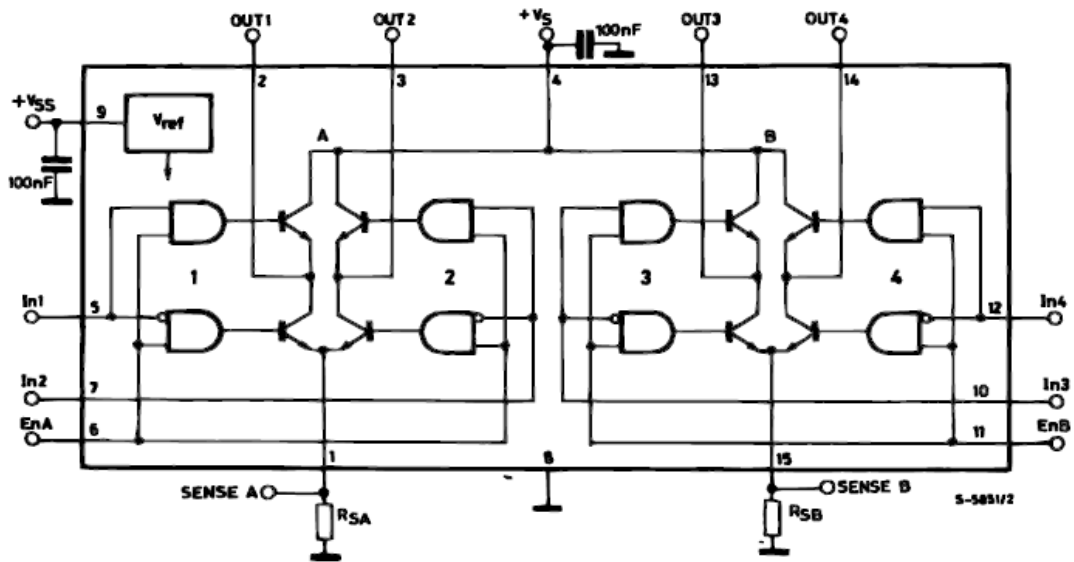 OUT1
OUT2
+VS
100nF
OUT3
OUT4
2
3
4
13
14
+VSS
9
Vref
A
B
100nF
1
2
3
4
In1
5
12
In4
In2
7
10
In3
EnA
6
11
EnB
1
8
15
SENSE A
SENSE B
S-5851/2
RSA
RSB